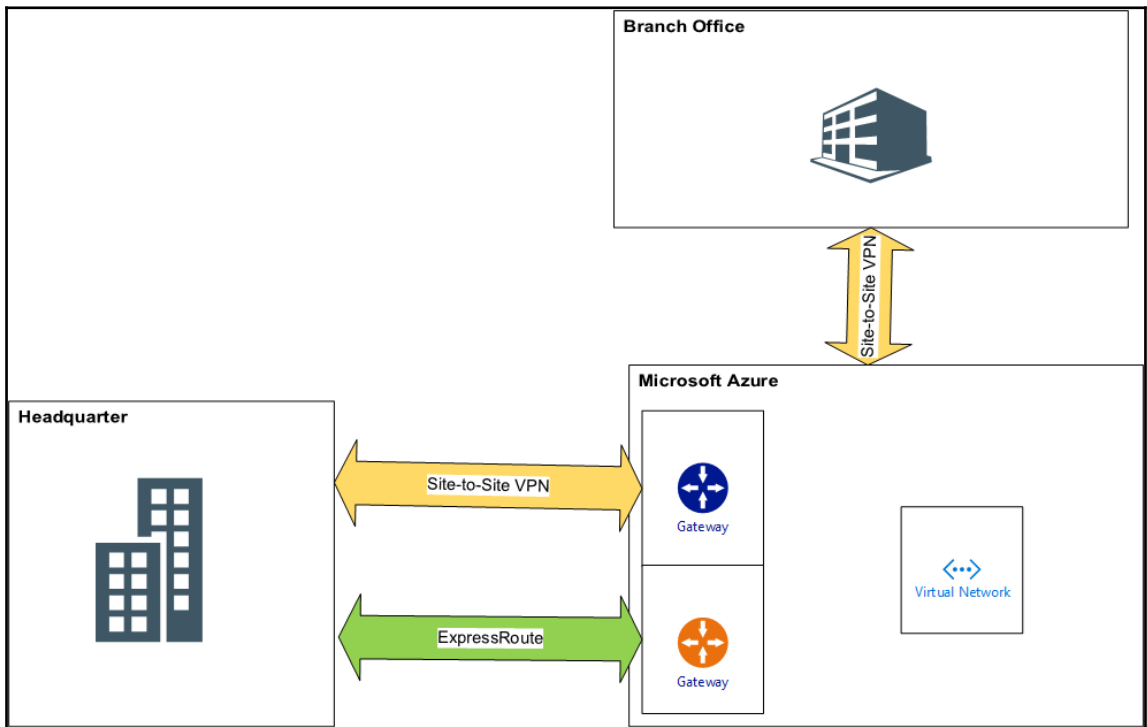 Branch Office
Site-to-Site VPN
Microsoft Azure
Headquarter
Site-to-Site VPN
Gateway
Virtual Network
ExpressRoute
Gateway